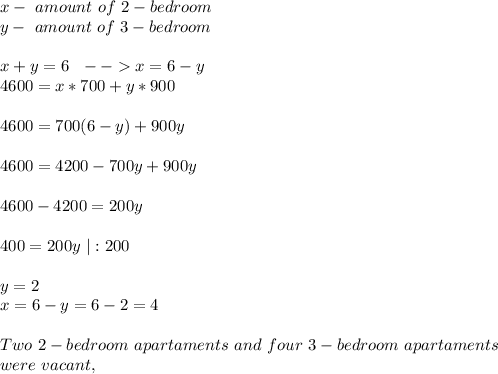 x − amount of 2 − bedroom
y − amount of 3 − bedroom
x + y = 6 − − > x = 6 − y
4600 = x ∗ 700 + y ∗ 900
4600 = 700(6 − y) + 900y
4600 = 4200 − 700y + 900y
4600 − 4200 = 200y
400 = 200y | : 200
y = 2
x = 6 − y = 6 − 2 = 4
Two 2 − bedroom apartaments and four 3 − bedroom apartaments
were vacant,